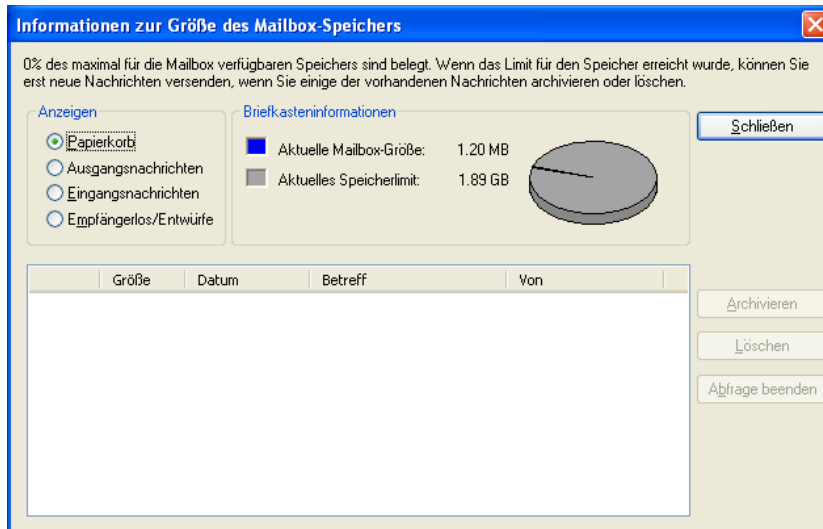 Informationen zur Größe des Mailbox-Speichers
0% des maximal für die Mailbox verfügbaren Speichers sind belegt. Wenn das Limit für den Speicher erreicht wurde, können Sie
erst neue Nachrichten versenden, wenn Sie einige der vorhandenen Nachrichten archivieren oder löschen.
Anzeigen
Papierkorb
Ausgangsnachrichten
Eingangsnachrichten
Empfängerlos/Entwürfe
Briefkasteninformationen
Aktuelle Mailbox-Größe: 1.20 MB
Aktuelles Speicherlimit: 1.89 GB
Schließen
Größe Datum Betreff Von
Archivieren
Löschen
Abfrage beenden